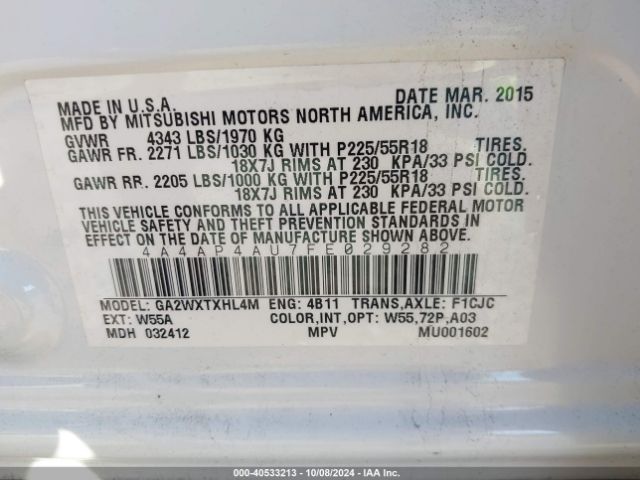 MADE IN U.S.A. DATE MAR. 2015
MFD BY MITSUBISHI MOTORS NORTH AMERICA, INC.
GVWR 4343 LBS/1970 KG
GAWR FR. 2271 LBS/1030 KG WITH P225/55R18 TIRES.
18X7J RIMS AT 230 KPA/33 PSI COLD.
GAWR RR. 2205 LBS/1000 KG WITH P225/55R18 TIRES.
18X7J RIMS AT 230 KPA/33 PSI COLD.
THIS VEHICLE CONFORMS TO ALL APPLICABLE FEDERAL MOTOR
VEHICLE SAFETY AND THEFT PREVENTION STANDARDS IN
EFFECT ON THE DATE OF MANUFACTURE SHOWN ABOVE.
4A4AP4AU7FE029282
MODEL: GA2WXTXHL4M ENG: 4B11 TRANS,AXLE: F1CJC
EXT: W55A COLOR,INT,OPT: W55,72P,A03
MDH 032412 MPV MU001602
000-40533213 - 10/08/2024 - IAA, Inc.